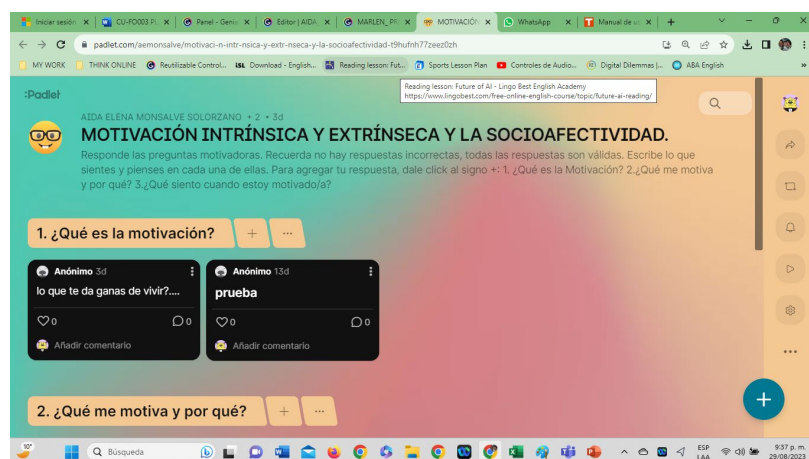 Iniciar sesión
CU-FO003 Pl
Panel - Genia
Editor | AIDA_
MARLEN_PR
MOTIVACIÓN
WhatsApp
Manual de
padlet.com/aemonsalve/motivaci-n-intr-nsica-y-extr-nseca-y-la-socioafectividad-t9hufnh77zeez0zh
MY WORK
THINK ONLINE
Reutilizable Control...
ISL Download - English...
Reading lesson: Fut...
Sports Lesson Plan
Controles de Audio...
Digital Dilemmas |...
ABA English
»
Reading lesson: Future of AI - Lingo Best English Academy
https://www.lingobest.com/free-online-english-course/topic/future-ai-reading/
:Padlet
AIDA ELENA MONSALVE SOLORZANO + 2 • 3d
MOTIVACIÓN INTRÍNSICA Y EXTRÍNSECA Y LA SOCIOAFECTIVIDAD.
Responde las preguntas motivadoras. Recuerda no hay respuestas incorrectas, todas las respuestas son válidas. Escribe lo que
sientes y pienses en cada una de ellas. Para agregar tu respuesta, dale click al signo +: 1. ¿Qué es la Motivación? 2.¿Qué me motiva
y por qué? 3.¿Qué siento cuando estoy motivado/a?
1. ¿Qué es la motivación?
Anónimo 3d
lo que te da ganas de vivir?....
0
0
Añadir comentario
Anónimo 13d
prueba
0
0
Añadir comentario
2. ¿Qué me motiva y por qué?
10°
Búsqueda
ESP
LAA
9:37 p. m.
29/08/2023